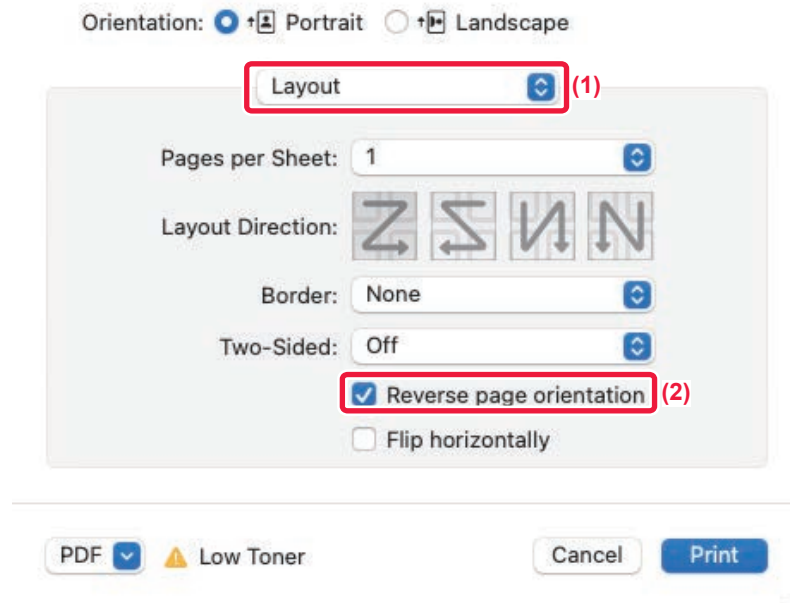 Orientation: Portrait Landscape
Layout (1)
Pages per Sheet: 1
Layout Direction:
Border: None
Two-Sided: Off
Reverse page orientation (2)
Flip horizontally
PDF Low Toner Cancel Print